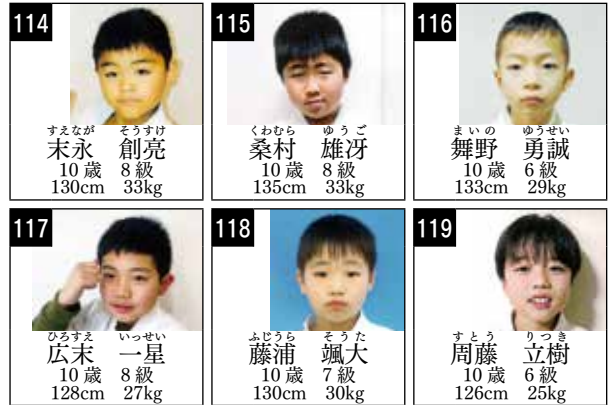 114
すえなが そうすけ
末永 創亮
10歳 8級
130cm 33kg
115
くわむら ゆうご
桑村 雄冴
10歳 8級
135cm 33kg
116
まいの ゆうせい
舞野 勇誠
10歳 6級
133cm 29kg
117
ひろすえ いっせい
広末 一星
10歳 8級
128cm 27kg
118
ふじうら そうた
藤浦 颯大
10歳 7級
130cm 30kg
119
すとう りつき
周藤 立樹
10歳 6級
126cm 25kg